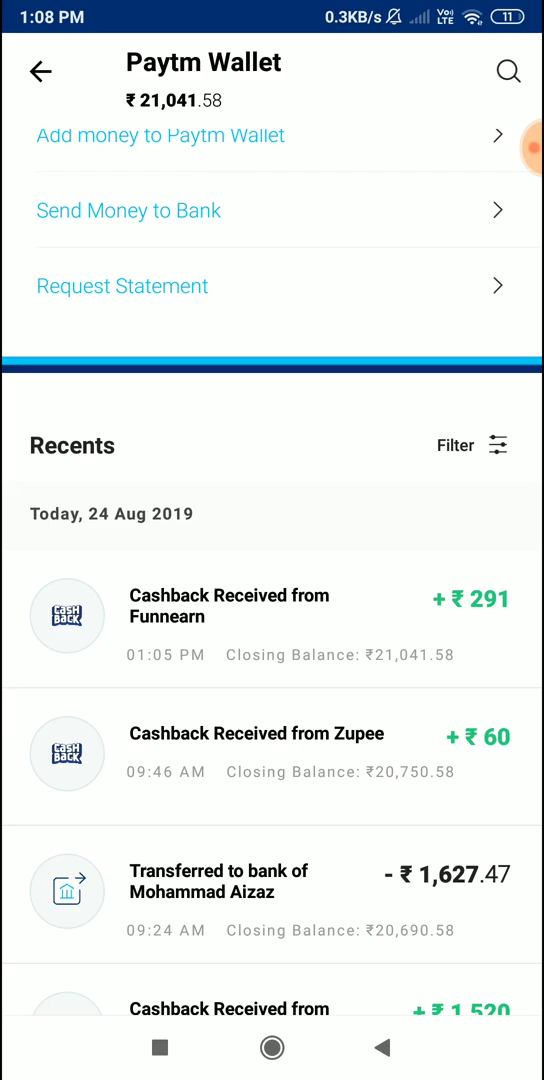 1:08 PM 0.3KB/s Vo) LTE 11
Paytm Wallet
₹ 21,041.58
Add money to Paytm Wallet
Send Money to Bank
Request Statement
Recents Filter
Today, 24 Aug 2019
CASH BACK
Cashback Received from Funnearn + ₹ 291
01:05 PM Closing Balance: ₹21,041.58
CASH BACK
Cashback Received from Zupee + ₹ 60
09:46 AM Closing Balance: ₹20,750.58
Transferred to bank of Mohammad Aizaz - ₹ 1,627.47
09:24 AM Closing Balance: ₹20,690.58
Cashback Received from + ₹ 1,520